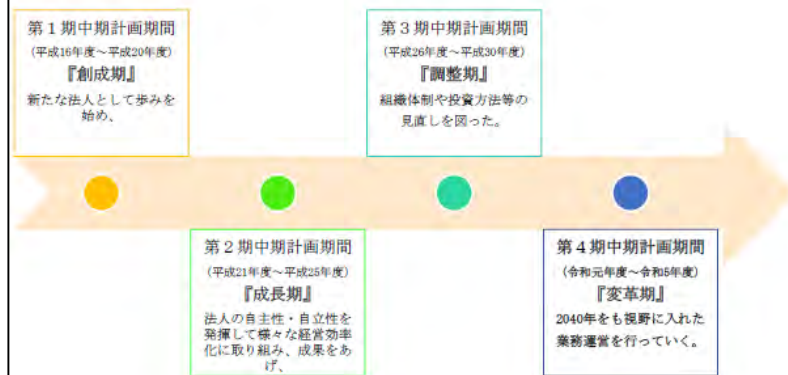 第１期中期計画期間
（平成16年度～平成20年度）
『創成期』
新たな法人として歩みを
始め、
第２期中期計画期間
（平成21年度～平成25年度）
『成長期』
法人の自主性・自立性を
発揮して様々な経営効率
化に取り組み、成果をあ
げ、
第３期中期計画期間
（平成26年度～平成30年度）
『調整期』
組織体制や投資方法等の
見直しを図った。
第４期中期計画期間
（令和元年度～令和5年度）
『変革期』
2040年をも視野に入れた
業務運営を行っていく。